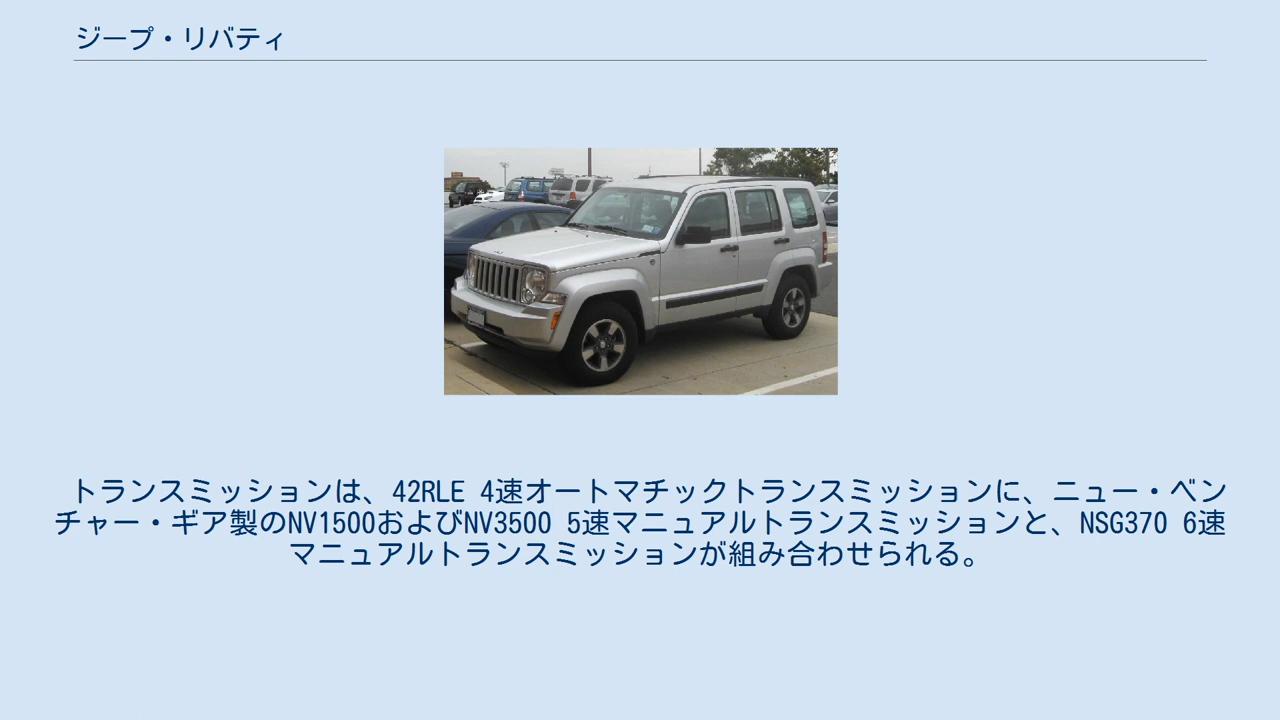 ジープ・リバティ
トランスミッションは、42RLE 4速オートマチックトランスミッションに、ニュー・ベン
チャー・ギア製のNV1500およびNV3500 5速マニュアルトランスミッションと、NSG370 6速
マニュアルトランスミッションが組み合わせられる。